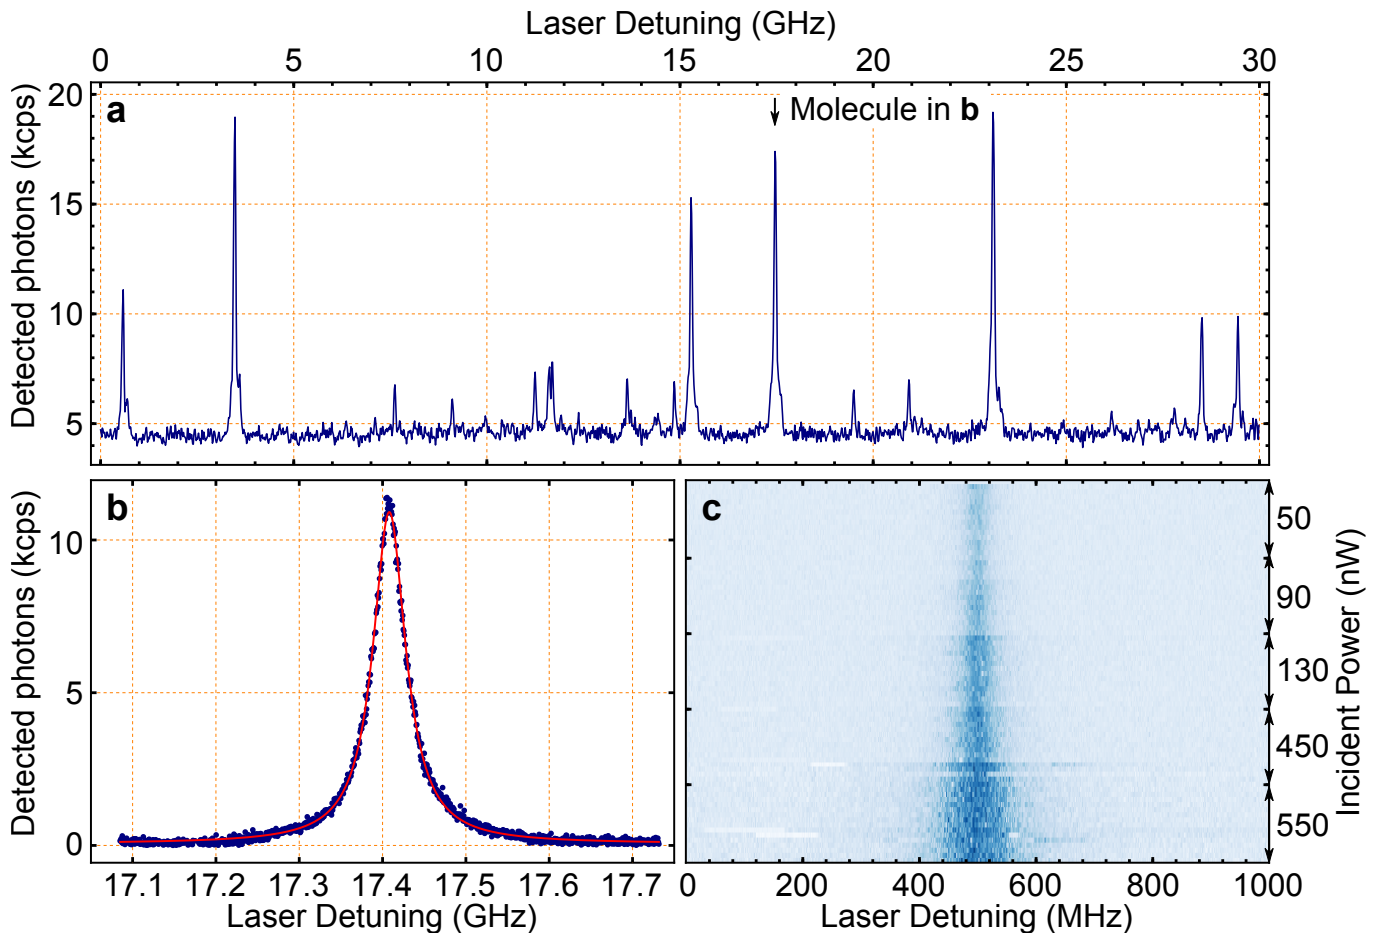 Laser Detuning (GHz)
0 5 10 15 20 25 30
Detected photons (kcps)
20
15
10
5
a
Molecule in b
b
Detected photons (kcps)
10
5
0
17.1 17.2 17.3 17.4 17.5 17.6 17.7
Laser Detuning (GHz)
c
50
90
130
450
550
Incident Power (nW)
0 200 400 600 800 1000
Laser Detuning (MHz)